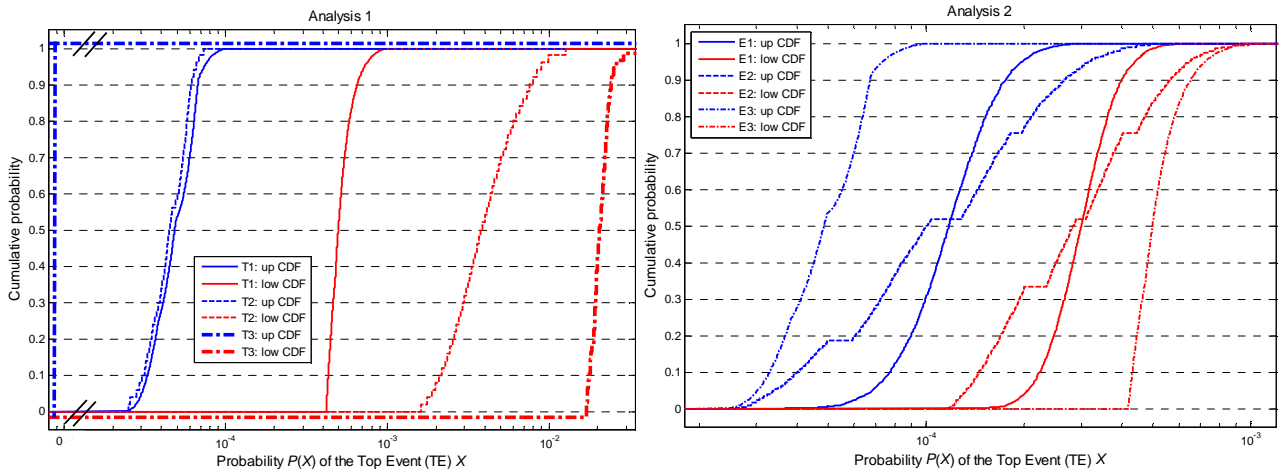 Analysis 1
Cumulative probability
1
0.9
0.8
0.7
0.6
0.5
0.4
0.3
0.2
0.1
0
T1: up CDF
T1: low CDF
T2: up CDF
T2: low CDF
T3: up CDF
T3: low CDF
0
10-4
10-3
10-2
Probability P(X) of the Top Event (TE) X
Analysis 2
Cumulative probability
1
0.9
0.8
0.7
0.6
0.5
0.4
0.3
0.2
0.1
0
E1: up CDF
E1: low CDF
E2: up CDF
E2: low CDF
E3: up CDF
E3: low CDF
10-4
10-3
Probability P(X) of the Top Event (TE) X